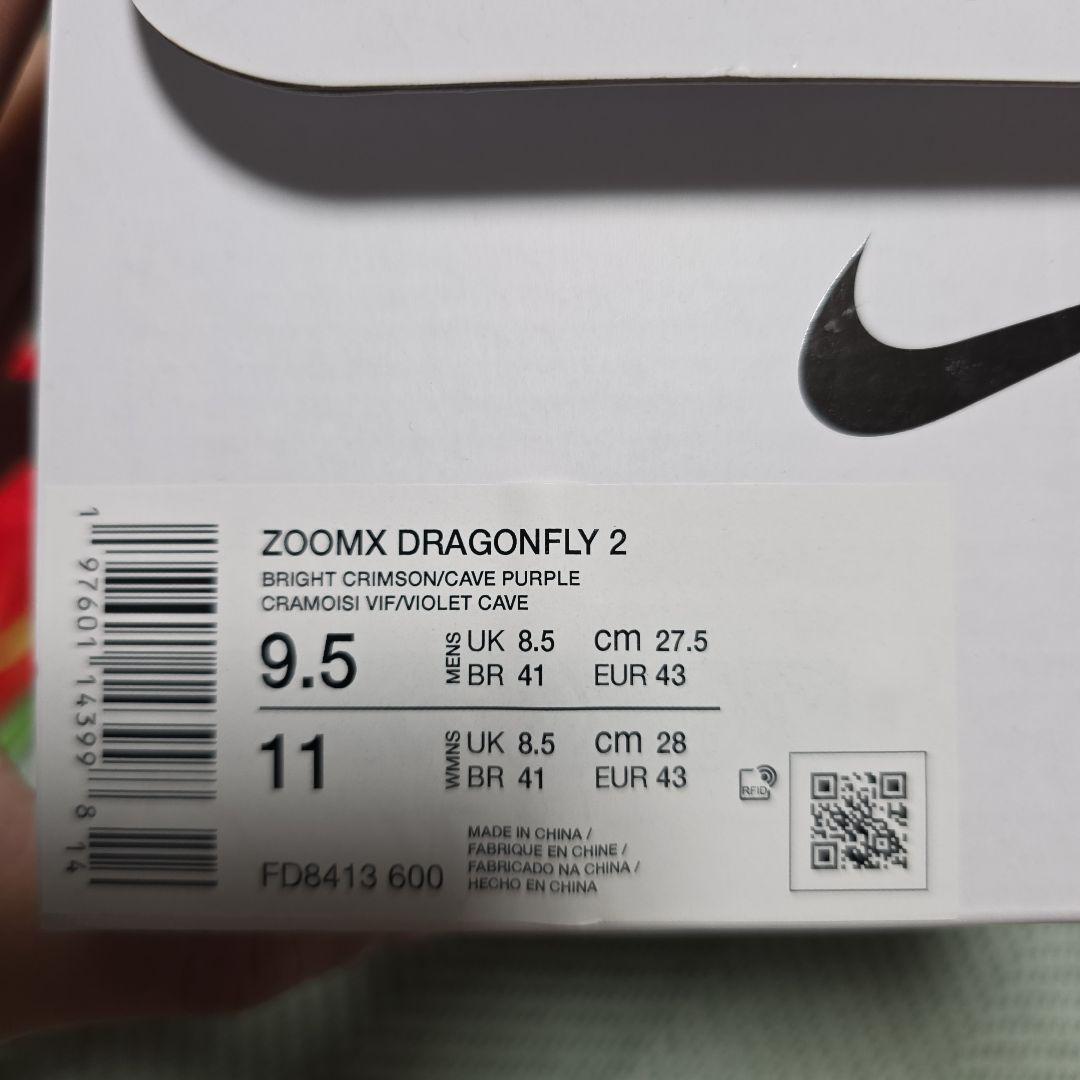 ZOOMX DRAGONFLY 2
BRIGHT CRIMSON/CAVE PURPLE
CRAMOISI VIF/VIOLET CAVE
9.5 MENS UK 8.5 CM 27.5
BR 41 EUR 43
11 WMNS UK 8.5 CM 28
BR 41 EUR 43
RFID
MADE IN CHINA /
FABRIQUE EN CHINE /
FABRICADO NA CHINA /
HECHO EN CHINA
FD8413 600
1 97601 14399 8 14